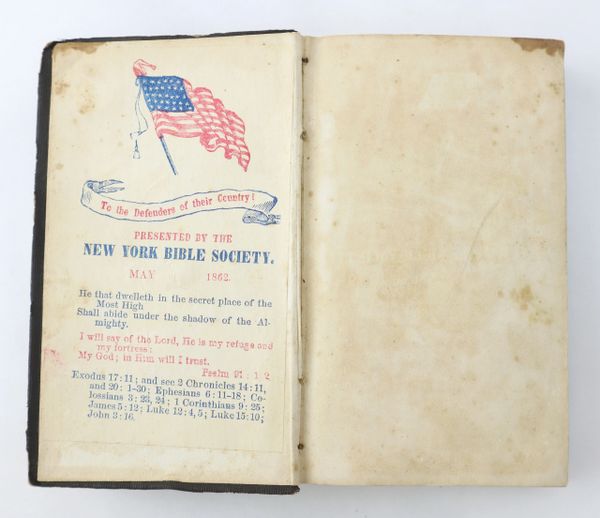 To the Defenders of their Country!
PRESENTED BY THE
NEW YORK BIBLE SOCIETY.
MAY 1862.
He that dwelleth in the secret place of the
Most High
Shall abide under the shadow of the Al-
mighty.
I will say of the Lord, He is my refuge and
my fortress:
My God; in Him will I trust.
Psalm 91: 1 2
Exodus 17:11; and see 2 Chronicles 14:11,
and 20: 1-30; Ephesians 6:11-18; Co-
lossians 3: 23, 24; 1 Corinthians 9: 25;
James 5: 12; Luke 12: 4, 5; Luke 15: 10;
John 3: 16.